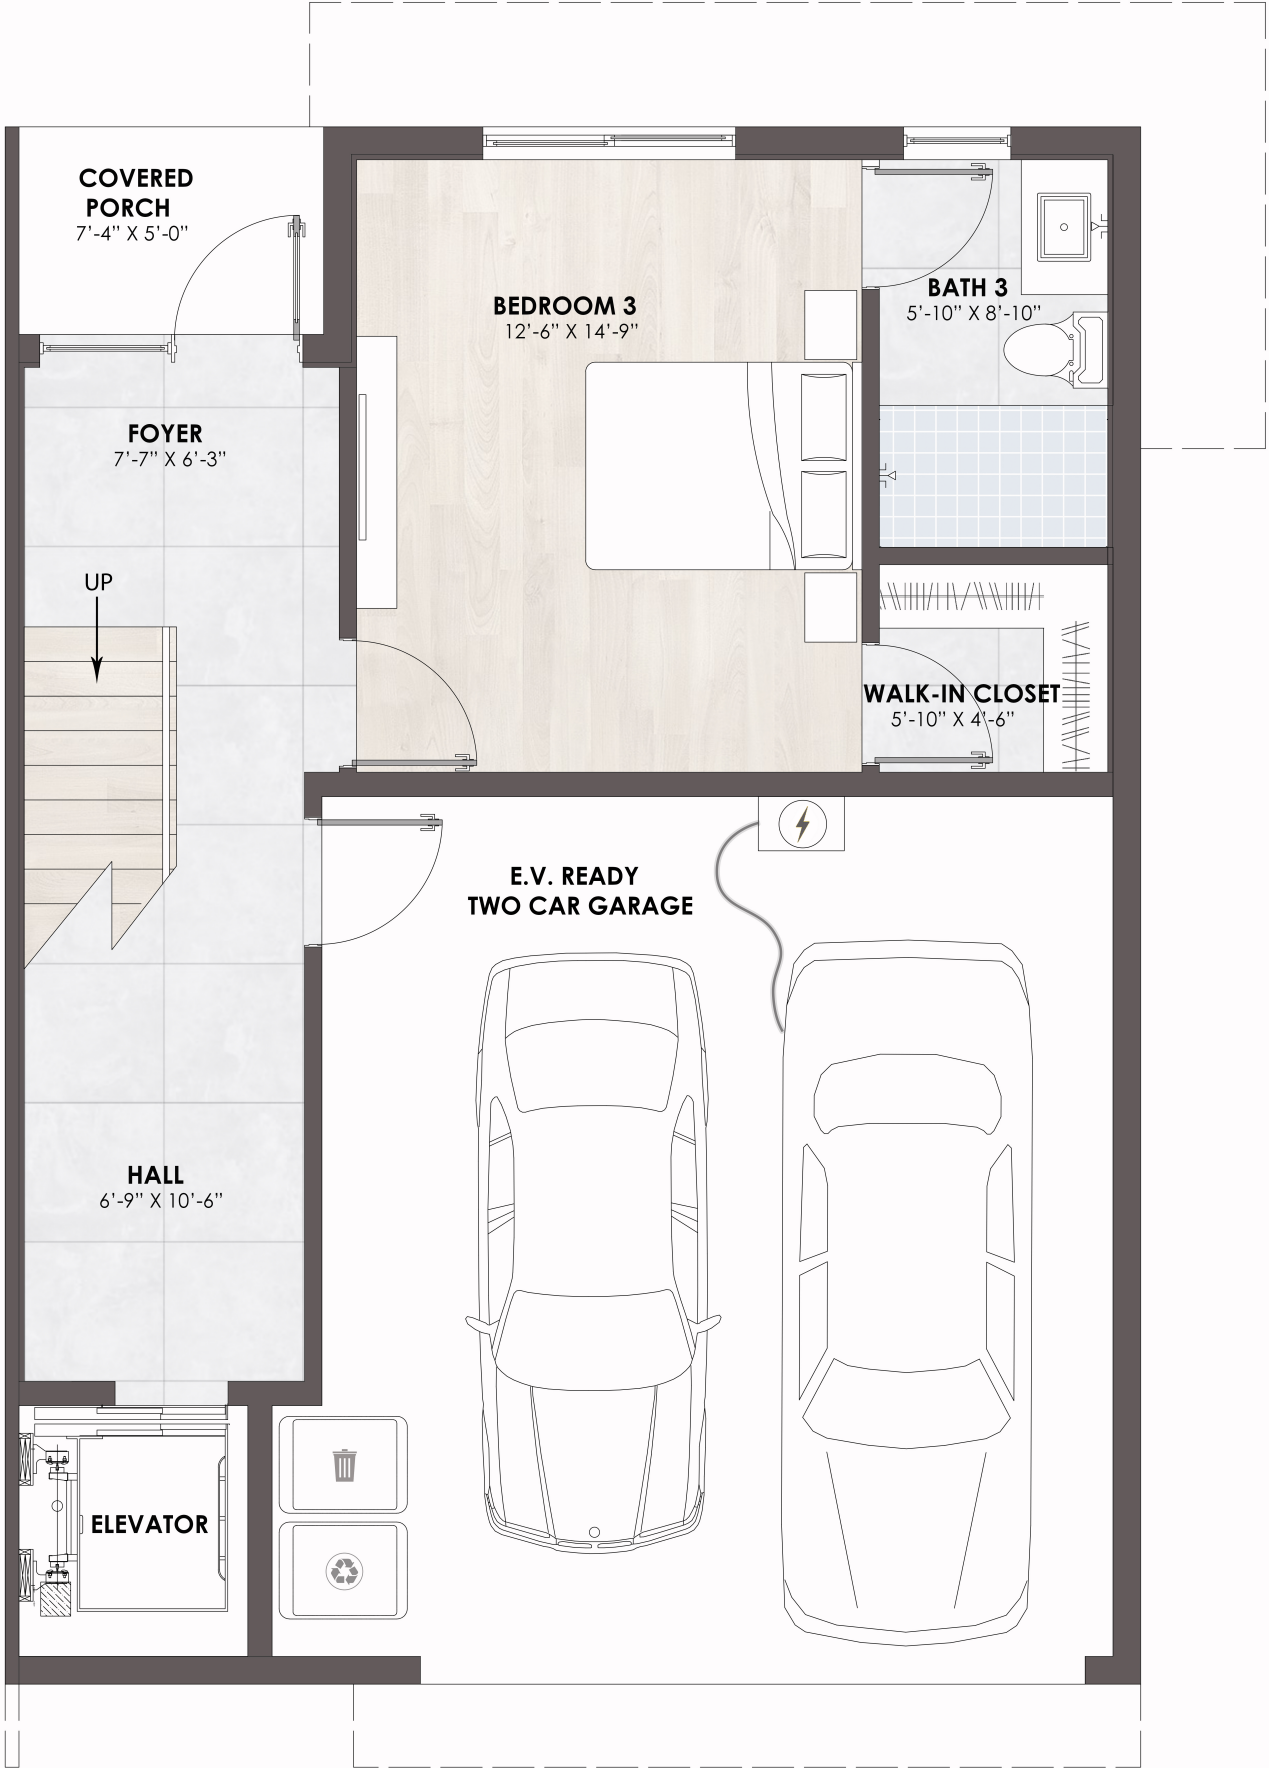 COVERED
PORCH
7'-4” X 5'-0”
BEDROOM 3
12'-6” X 14'-9”
BATH 3
5'-10” X 8'-10”
FOYER
7'-7” X 6'-3”
UP
WALK-IN CLOSET
5'-10” X 4'-6”
E.V. READY
TWO CAR GARAGE
HALL
6'-9” X 10'-6”
ELEVATOR